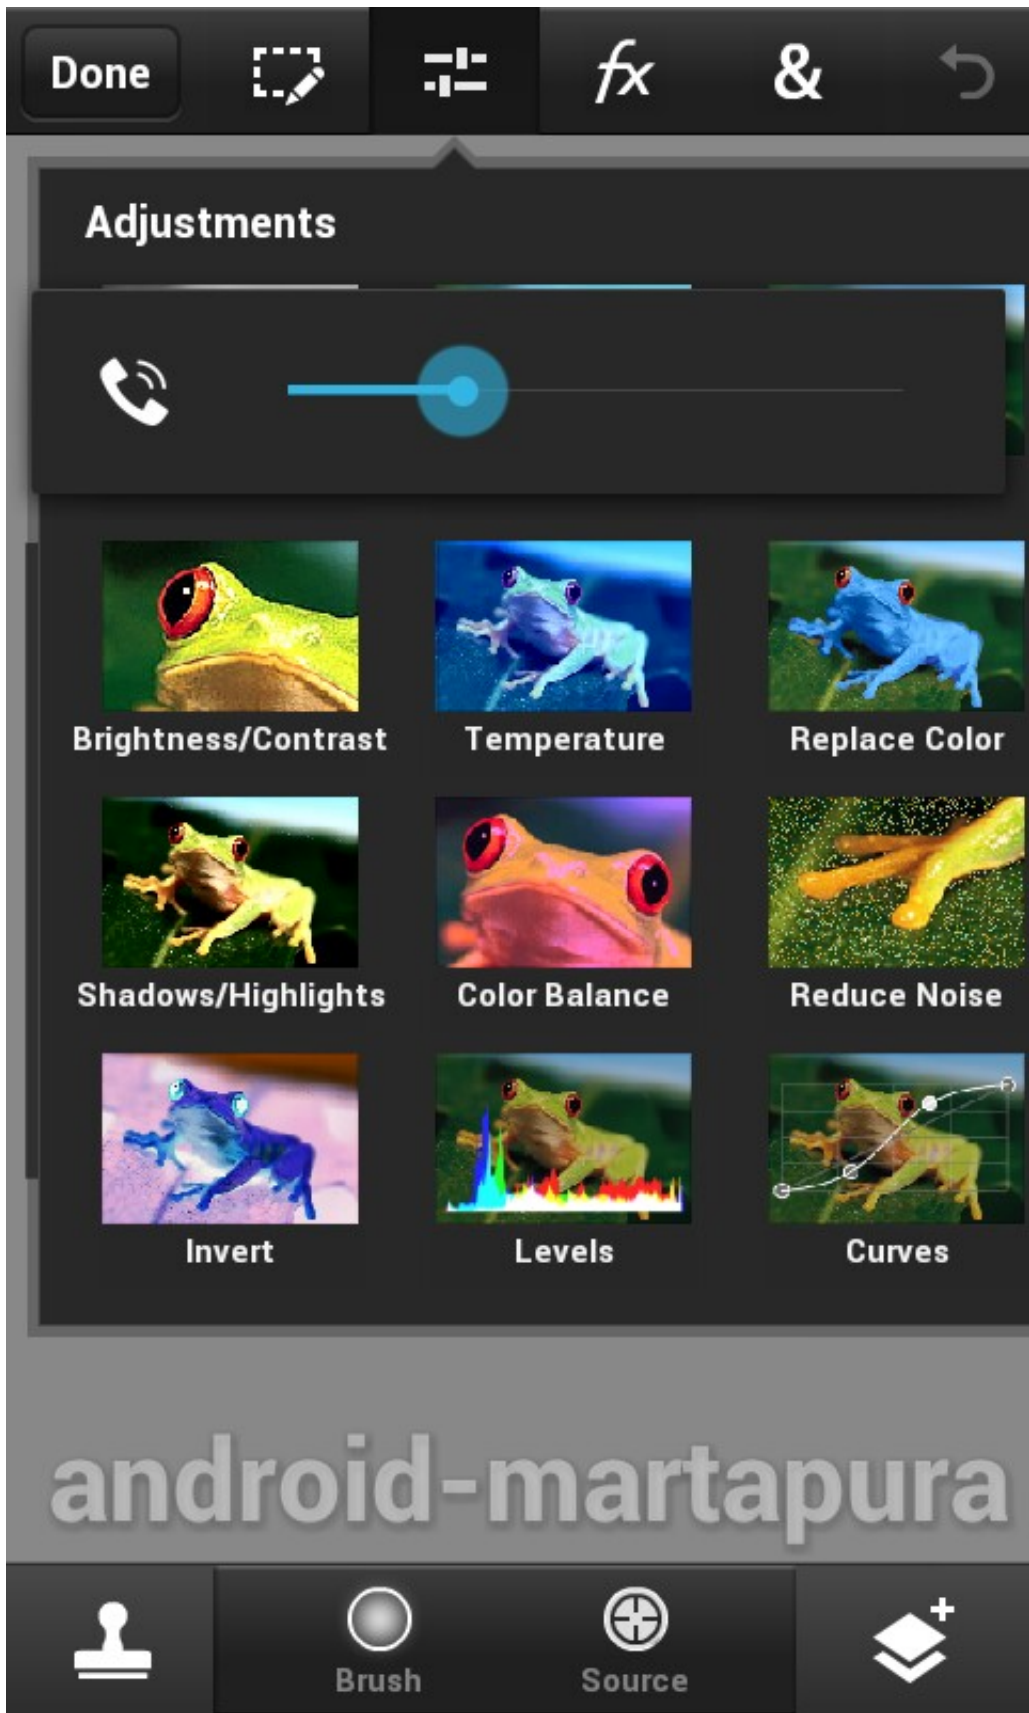 Done fx &
Adjustments
Brightness/Contrast Temperature Replace Color
Shadows/Highlights Color Balance Reduce Noise
Invert Levels Curves
android-martapura
Brush Source